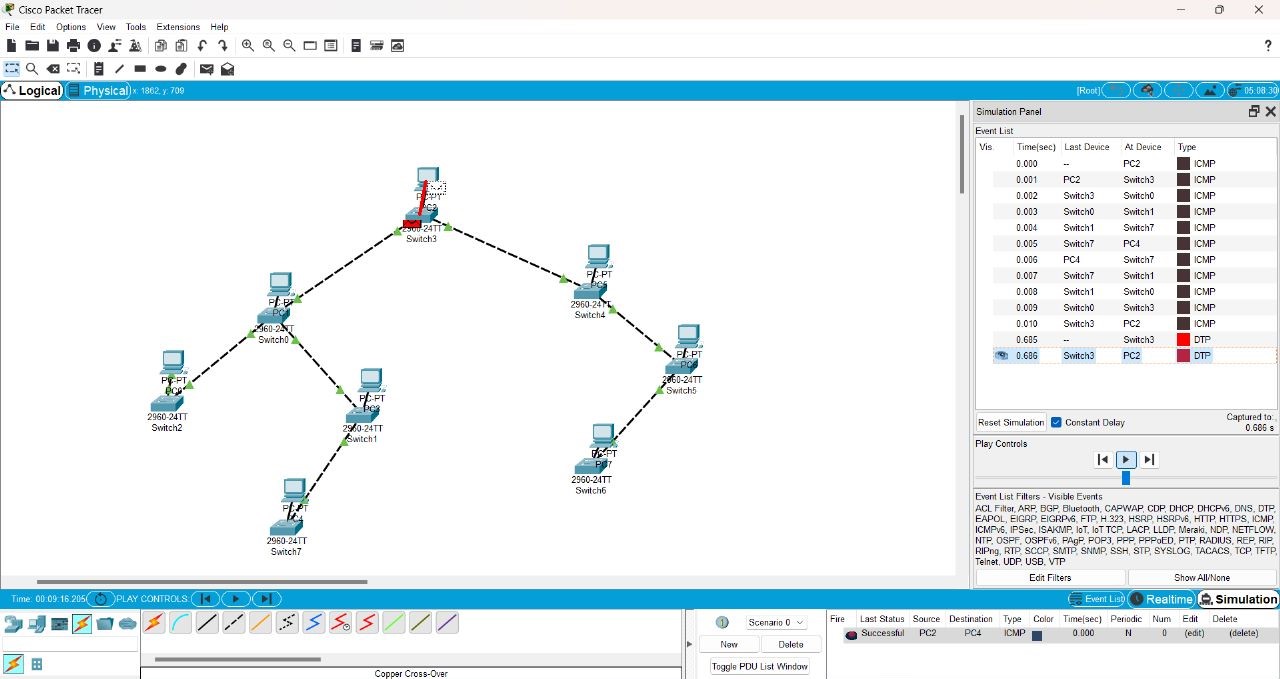 Cisco Packet Tracer
File Edit Options View Tools Extensions Help
?
Logical Physical x: 1862, y: 709 [Root] 05:08:30
PC-PT
PC2
2960-24TT
Switch3
PC-PT
2960-24TT
Switch4
PC-PT
2960-24TT
Switch0
PC-PT
2960-24TT
Switch5
PC-PT
2960-24TT
Switch2
PC-PT
2960-24TT
Switch1
PC-PT
PC7
2960-24TT
Switch6
PC-PT
PC4
2960-24TT
Switch7
Simulation Panel
Event List
Vis. Time(sec) Last Device At Device Type
0.000 -- PC2 ICMP
0.001 PC2 Switch3 ICMP
0.002 Switch3 Switch0 ICMP
0.003 Switch0 Switch1 ICMP
0.004 Switch1 Switch7 ICMP
0.005 Switch7 PC4 ICMP
0.006 PC4 Switch7 ICMP
0.007 Switch7 Switch1 ICMP
0.008 Switch1 Switch0 ICMP
0.009 Switch0 Switch3 ICMP
0.010 Switch3 PC2 ICMP
0.685 -- Switch3 DTP
0.686 Switch3 PC2 DTP
Reset Simulation Constant Delay Captured to:
0.686 s
Play Controls
Event List Filters - Visible Events
ACL Filter, ARP, BGP, Bluetooth, CAPWAP, CDP, DHCP, DHCPv6, DNS, DTP,
EAPOL, EIGRP, EIGRPv6, FTP, H.323, HSRP, HSRPv6, HTTP, HTTPS, ICMP,
ICMPv6, IPSec, ISAKMP, IoT, IoT TCP, LACP, LLDP, Meraki, NDP, NETFLOW,
NTP, OSPF, OSPFv6, PAgP, POP3, PPP, PPPoED, PTP, RADIUS, REP, RIP,
RIPng, RTP, SCCP, SMTP, SNMP, SSH, STP, SYSLOG, TACACS, TCP, TFTP,
Telnet, UDP, USB, VTP
Edit Filters Show All/None
Time: 00:09:16.205 PLAY CONTROLS: Event List Realtime Simulation
Scenario 0
New Delete
Toggle PDU List Window
Fire Last Status Source Destination Type Color Time(sec) Periodic Num Edit Delete
Successful PC2 PC4 ICMP 0.000 N 0 (edit) (delete)
Copper Cross-Over